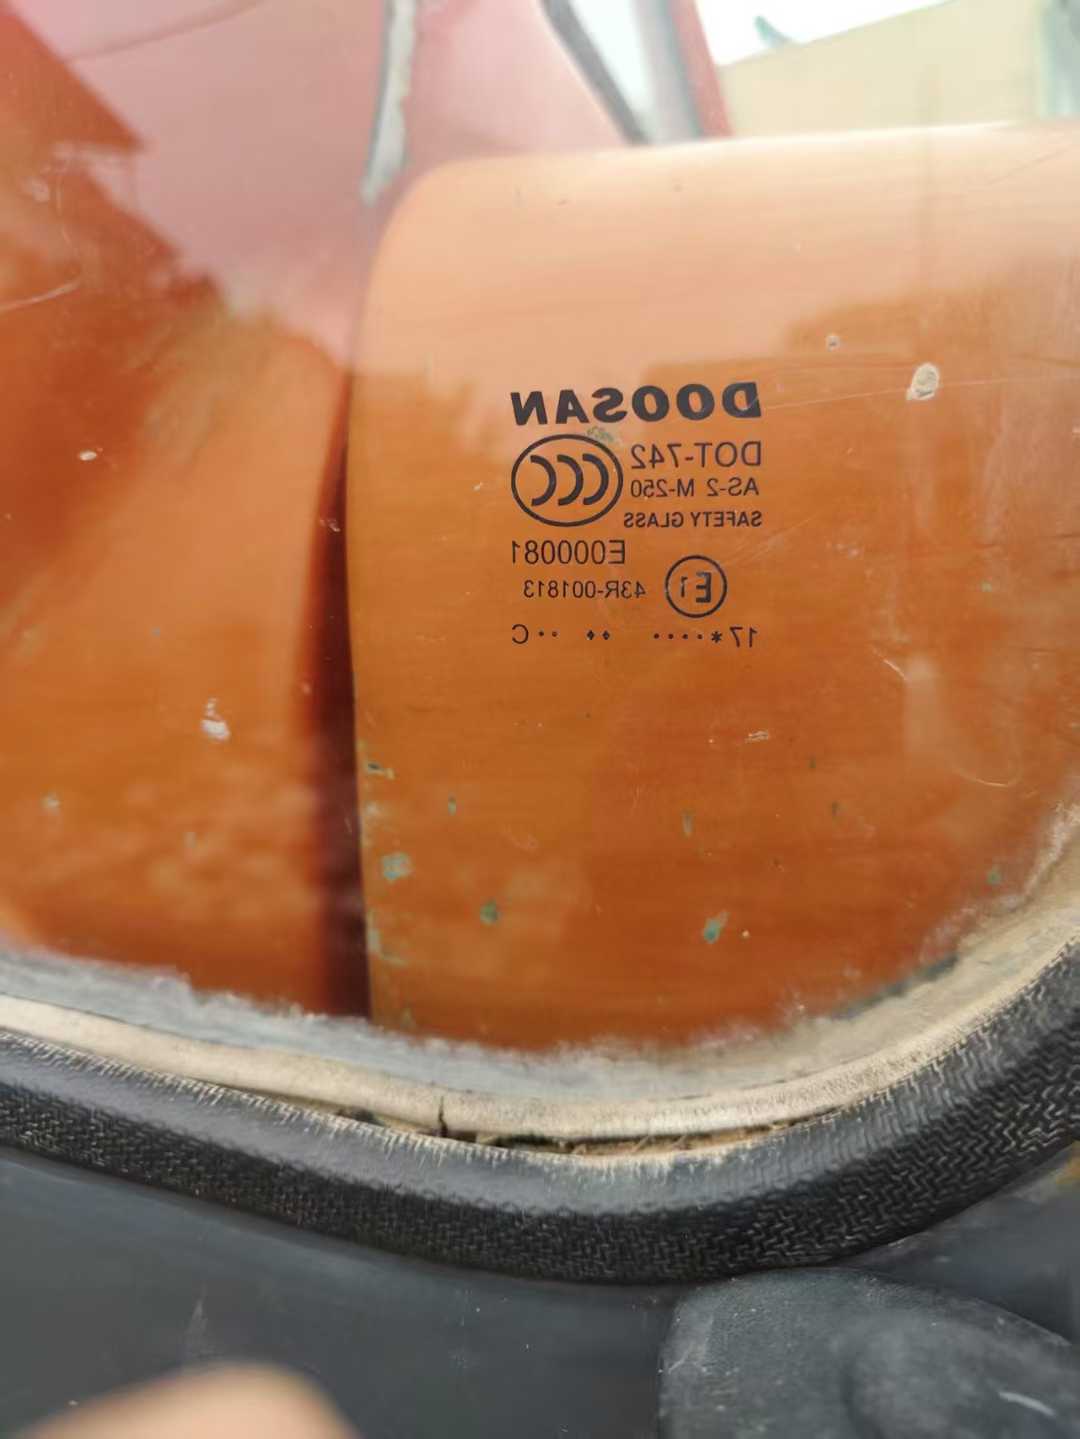 DOOSAN
CCC
DOT-742
AS-2 M-250
SAFETY GLASS
E000081
E1 43R-001813
17*···· ·· ···C